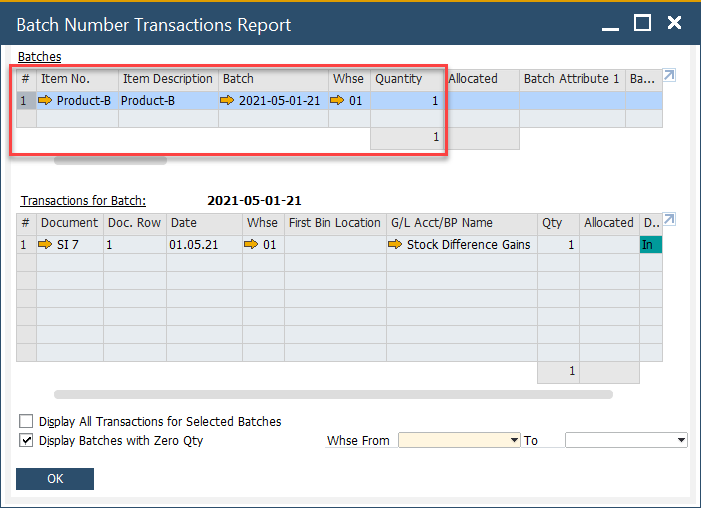 Batch Number Transactions Report
Batches
# Item No. Item Description Batch Whse Quantity Allocated Batch Attribute 1 Ba...
1 Product-B Product-B 2021-05-01-21 01 1
1
Transactions for Batch: 2021-05-01-21
# Document Doc. Row Date Whse First Bin Location G/L Acct/BP Name Qty Allocated D...
1 SI 7 1 01.05.21 01 Stock Difference Gains 1 In
1
Display All Transactions for Selected Batches
Display Batches with Zero Qty Whse From To
OK